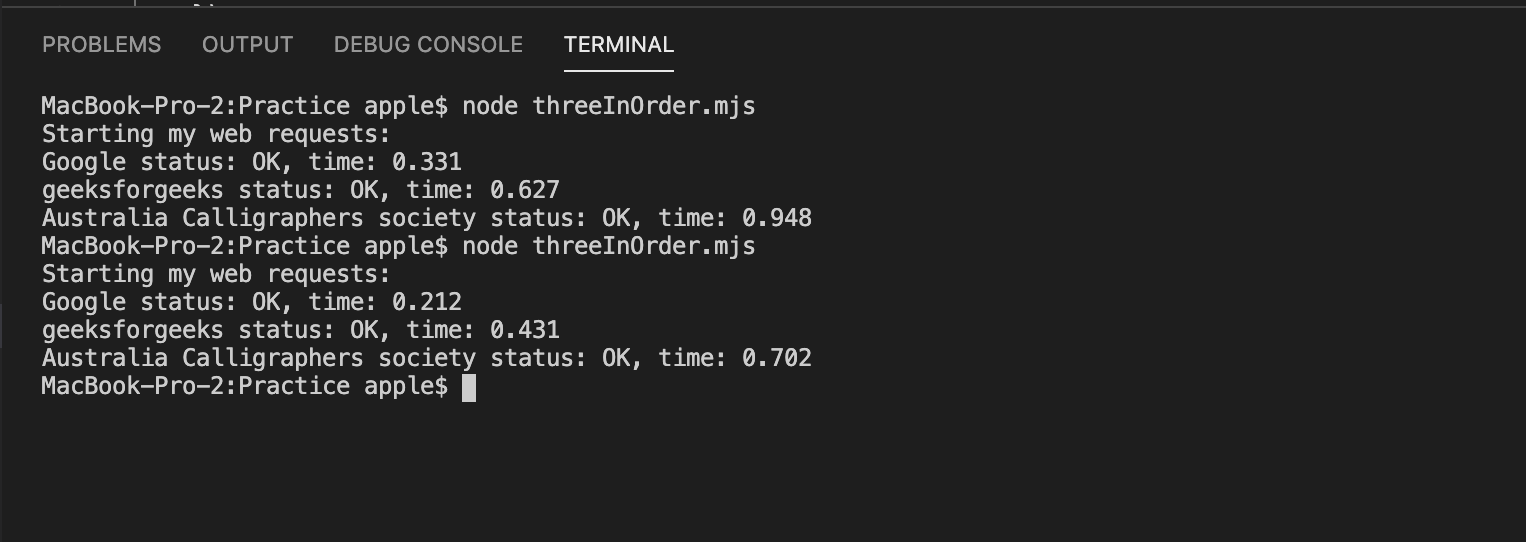 PROBLEMS OUTPUT DEBUG CONSOLE TERMINAL
MacBook-Pro-2:Practice apple$ node threeInOrder.mjs
Starting my web requests:
Google status: OK, time: 0.331
geeksforgeeks status: OK, time: 0.627
Australia Calligraphers society status: OK, time: 0.948
MacBook-Pro-2:Practice apple$ node threeInOrder.mjs
Starting my web requests:
Google status: OK, time: 0.212
geeksforgeeks status: OK, time: 0.431
Australia Calligraphers society status: OK, time: 0.702
MacBook-Pro-2:Practice apple$